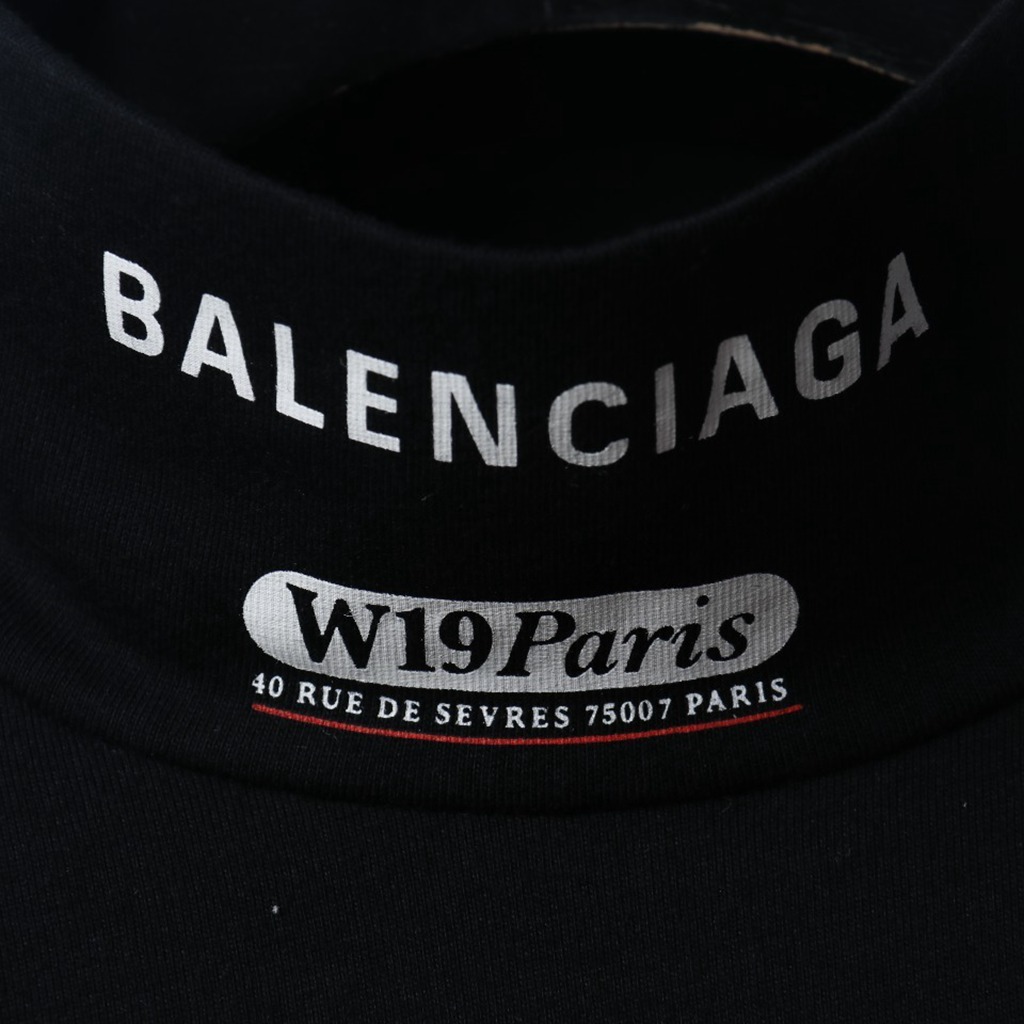 BALENCIAGA
W19Paris
40 RUE DE SEVRES 75007 PARIS